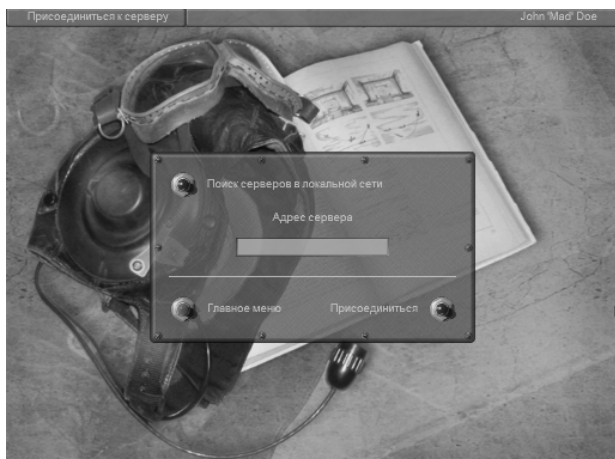 Присоединиться к серверу
John "Mad" Doe
Поиск серверов в локальной сети
Адрес сервера
Главное меню
Присоединиться